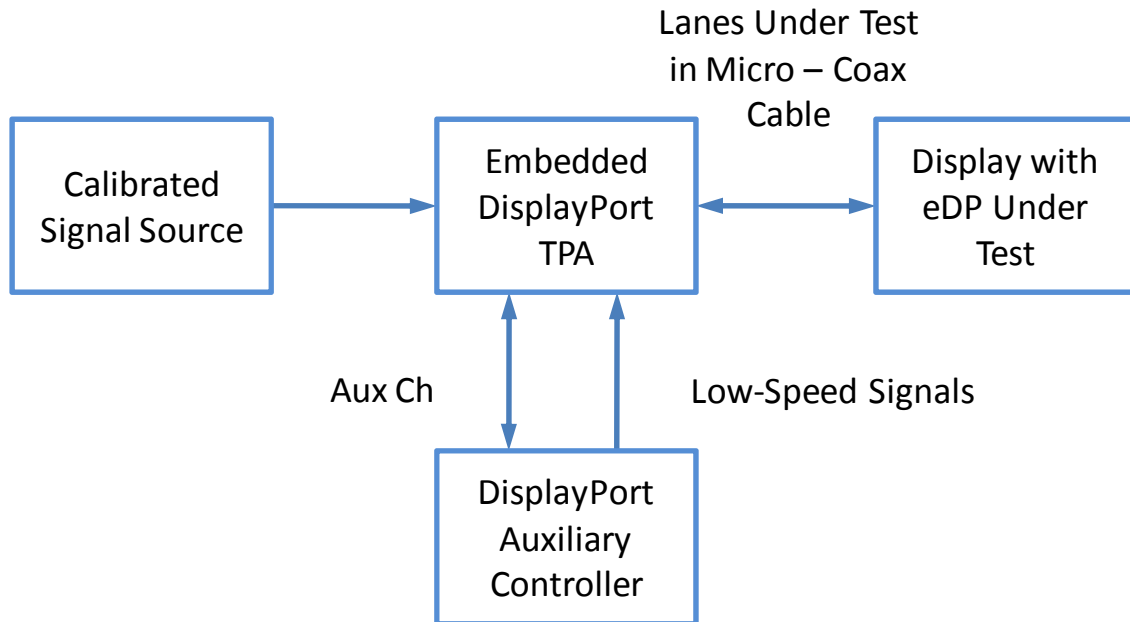 Lanes Under Test
in Micro – Coax
Cable
Calibrated
Signal Source
Embedded
DisplayPort
TPA
Display with
eDP Under
Test
Aux Ch
Low-Speed Signals
DisplayPort
Auxiliary
Controller